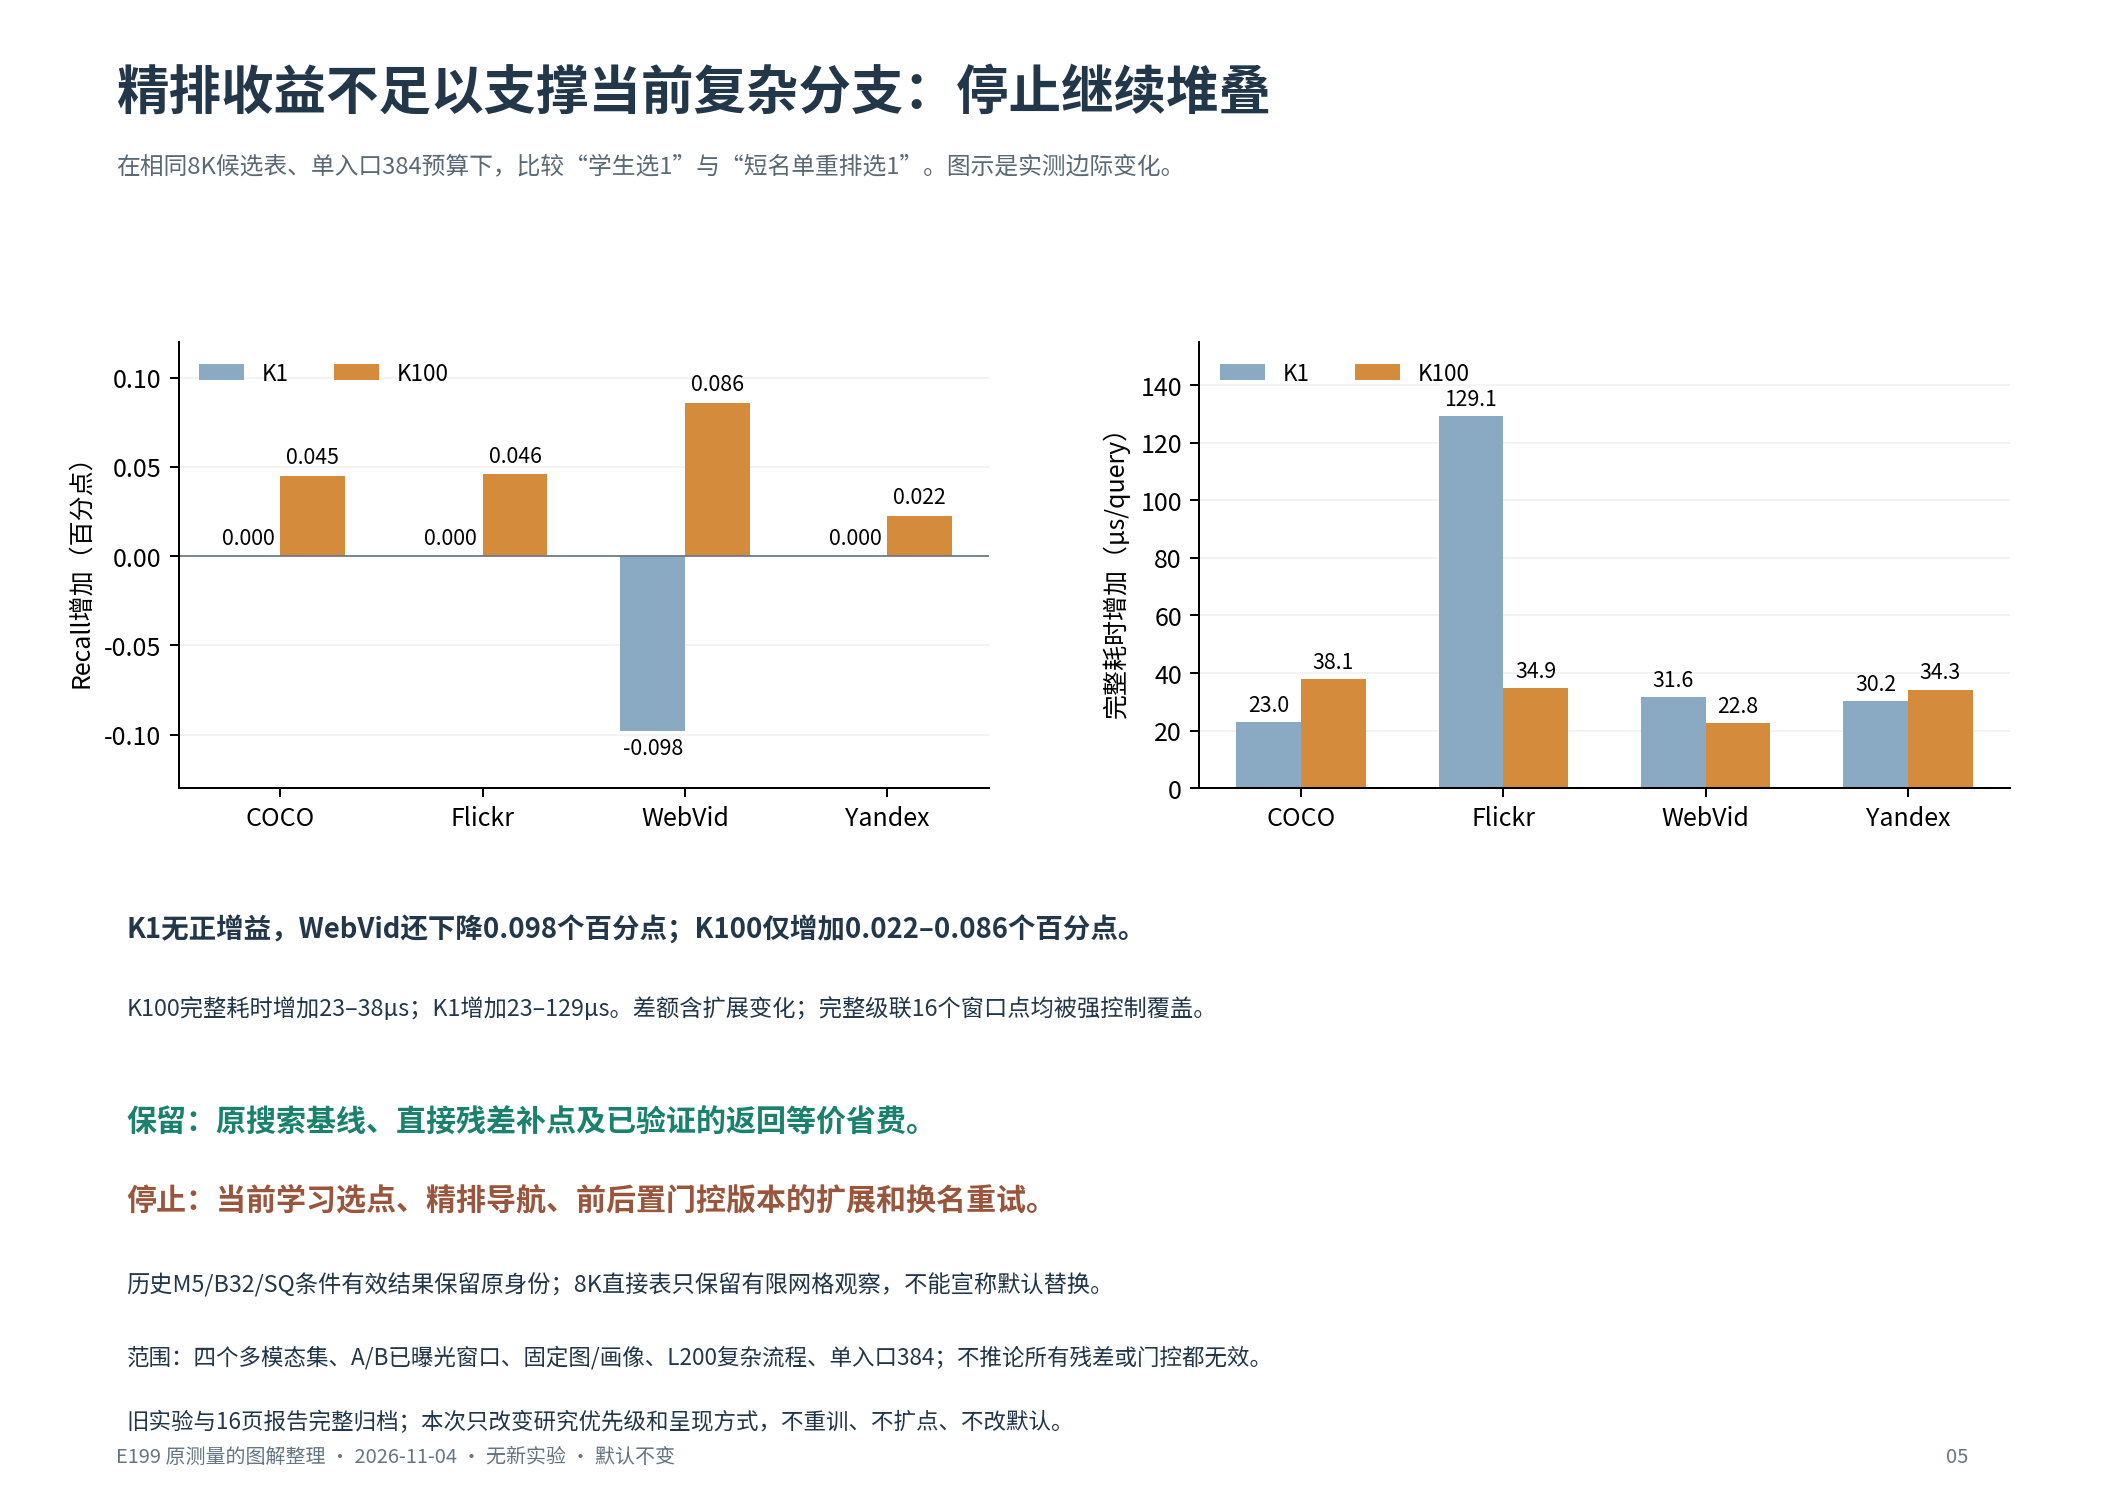 精排收益不足以支撑当前复杂分支：停止继续堆叠
在相同8K候选表、单入口384预算下，比较“学生选1”与“短名单重排选1”。图示是实测边际变化。
Recall增加（百分点）
0.10
0.05
0.00
-0.05
-0.10
K1
K100
0.000
0.045
0.000
0.046
-0.098
0.086
0.000
0.022
COCO
Flickr
WebVid
Yandex
完整耗时增加（μs/query）
140
120
100
80
60
40
20
0
K1
K100
23.0
38.1
129.1
34.9
31.6
22.8
30.2
34.3
COCO
Flickr
WebVid
Yandex
K1无正增益，WebVid还下降0.098个百分点；K100仅增加0.022–0.086个百分点。
K100完整耗时增加23–38μs；K1增加23–129μs。差额含扩展变化；完整级联16个窗口点均被强控制覆盖。
保留：原搜索基线、直接残差补点及已验证的返回等价省费。
停止：当前学习选点、精排导航、前后置门控版本的扩展和换名重试。
历史M5/B32/SQ条件有效结果保留原身份；8K直接表只保留有限网格观察，不能宣称默认替换。
范围：四个多模态集、A/B已曝光窗口、固定图/画像、L200复杂流程、单入口384；不推论所有残差或门控都无效。
旧实验与16页报告完整归档；本次只改变研究优先级和呈现方式，不重训、不扩点、不改默认。
E199 原测量的图解整理 · 2026-11-04 · 无新实验 · 默认不变
05